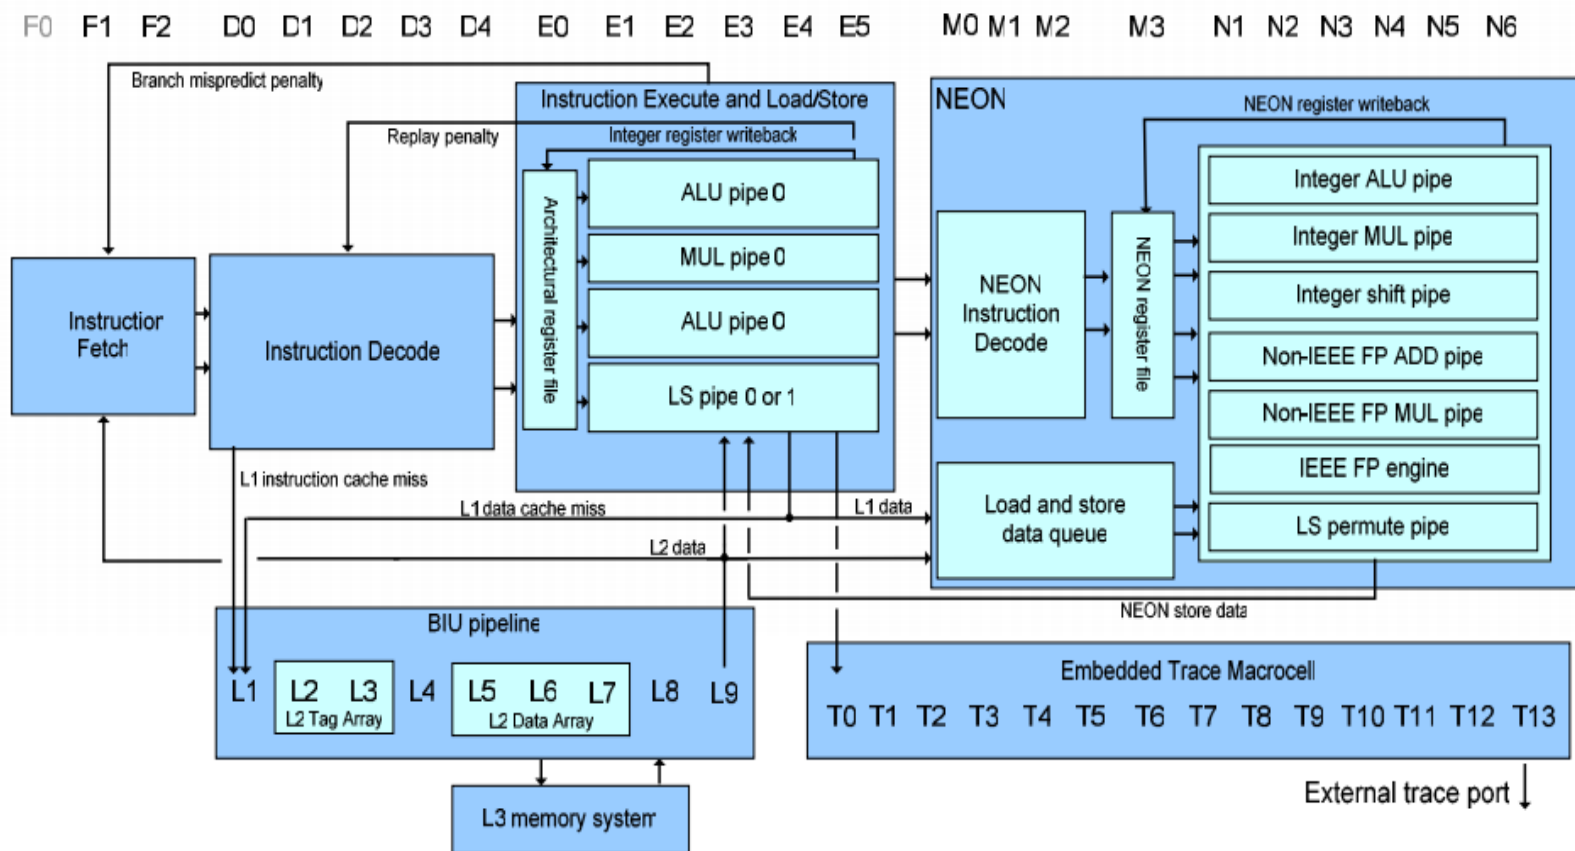 F0 F1 F2 D0 D1 D2 D3 D4 E0 E1 E2 E3 E4 E5 M0 M1 M2 M3 N1 N2 N3 N4 N5 N6
Branch mispredict penalty
Instruction Execute and Load/Store
NEON
NEON register writeback
Replay penalty
Integer register writeback
Instruction
Fetch
Instruction Decode
Architectural register file
ALU pipe 0
MUL pipe 0
ALU pipe 0
LS pipe 0 or 1
NEON
Instruction
Decode
NEON register file
Integer ALU pipe
Integer MUL pipe
Integer shift pipe
Non-IEEE FP ADD pipe
Non-IEEE FP MUL pipe
IEEE FP engine
LS permute pipe
L1 instruction cache miss
L1 data cache miss
L1 data
Load and store
data queue
L2 data
NEON store data
BIU pipeline
L1 L2 L3 L4 L5 L6 L7 L8 L9
L2 Tag Array
L2 Data Array
Embedded Trace Macrocell
T0 T1 T2 T3 T4 T5 T6 T7 T8 T9 T10 T11 T12 T13
L3 memory system
External trace port